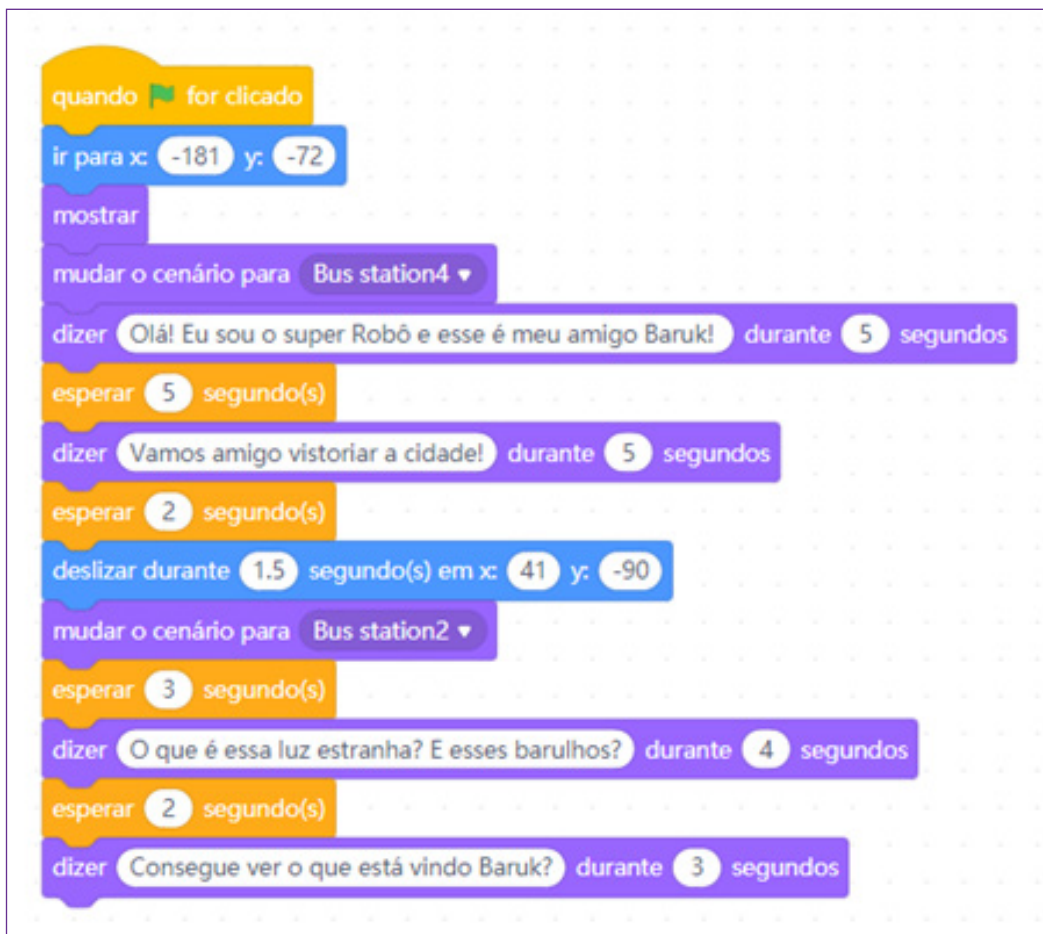 quando for clicado
ir para x: -181 y: -72
mostrar
mudar o cenário para Bus station4
dizer Olá! Eu sou o super Robô e esse é meu amigo Baruk! durante 5 segundos
esperar 5 segundo(s)
dizer Vamos amigo vistoriar a cidade! durante 5 segundos
esperar 2 segundo(s)
deslizar durante 1.5 segundo(s) em x: 41 y: -90
mudar o cenário para Bus station2
esperar 3 segundo(s)
dizer O que é essa luz estranha? E esses barulhos? durante 4 segundos
esperar 2 segundo(s)
dizer Consegue ver o que está vindo Baruk? durante 3 segundos